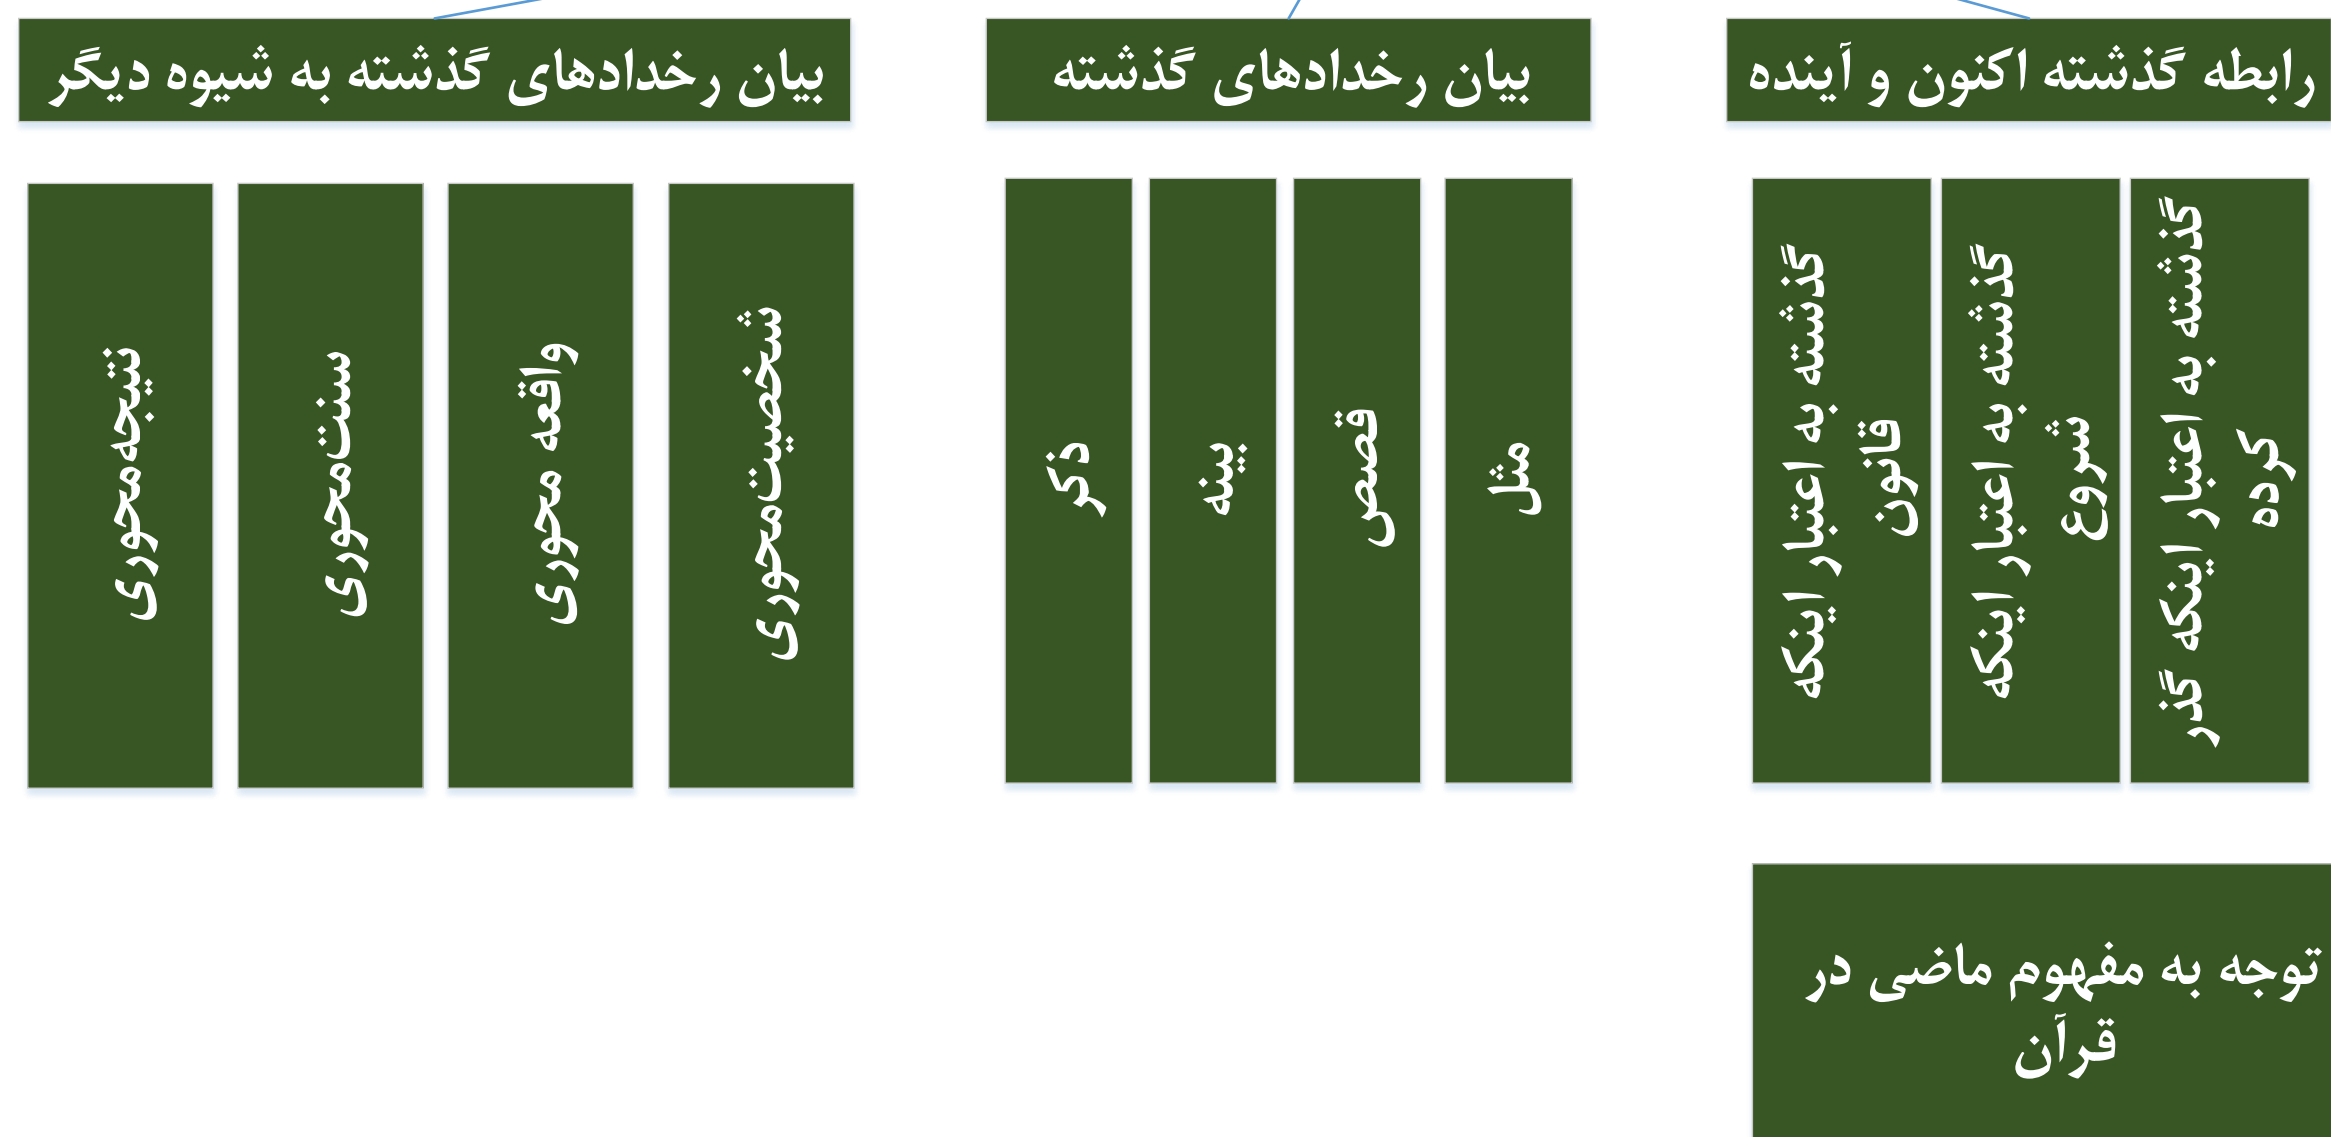 رابطه گذشته اکنون و آینده
بیان رخدادهای گذشته
بیان رخدادهای گذشته به شیوه دیگر
گذشته به اعتبار اینکه گذر
کرده
گذشته به اعتبار اینکه
شروع
گذشته به اعتبار اینکه
قانون
مثل
قصص
بینه
ذکر
شخصیت‌محوری
واقعه محوری
سنت‌محوری
نتیجه‌محوری
توجه به مفهوم ماضی در
قرآن